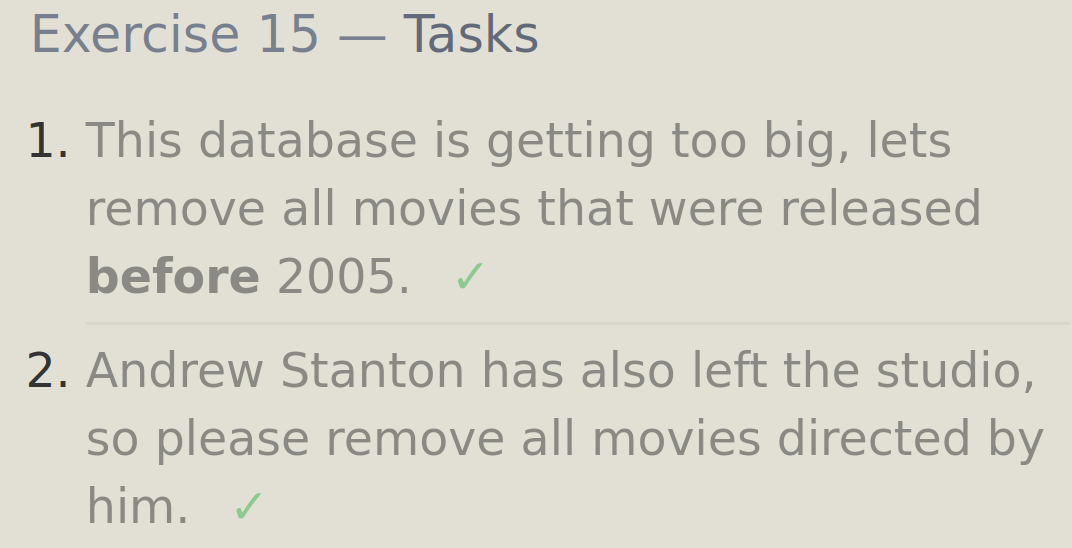 Exercise 15 — Tasks
1. This database is getting too big, lets
remove all movies that were released
before 2005. ✓
2. Andrew Stanton has also left the studio,
so please remove all movies directed by
him. ✓